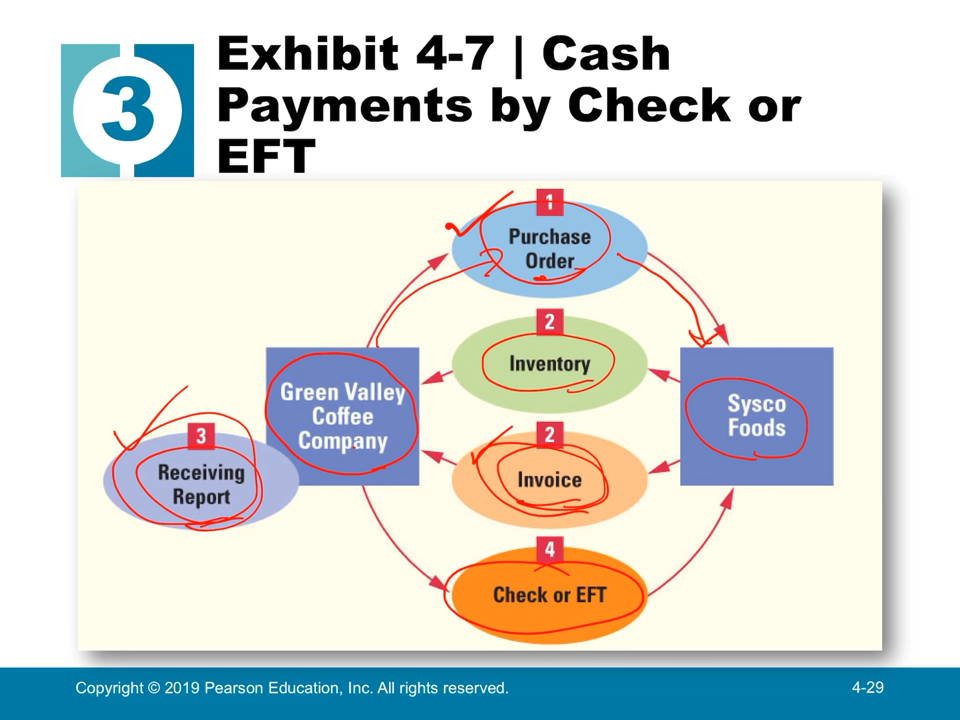 3
Exhibit 4-7 | Cash
Payments by Check or
EFT
1
Purchase
Order
2
Inventory
Green Valley
Coffee
Company
Sysco
Foods
3
Receiving
Report
2
Invoice
4
Check or EFT
Copyright © 2019 Pearson Education, Inc. All rights reserved.
4-29